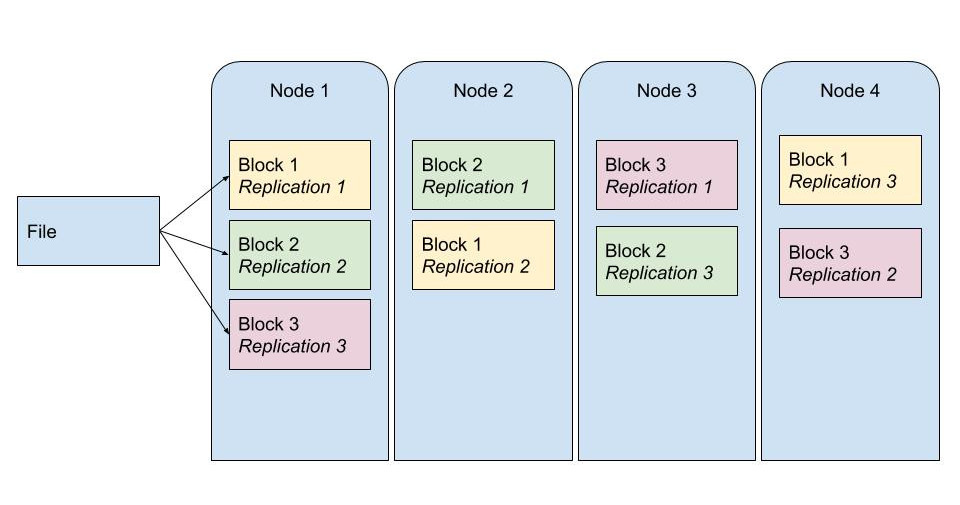 File
Node 1
Block 1
Replication 1
Block 2
Replication 2
Block 3
Replication 3
Node 2
Block 2
Replication 1
Block 1
Replication 2
Node 3
Block 3
Replication 1
Block 2
Replication 3
Node 4
Block 1
Replication 3
Block 3
Replication 2